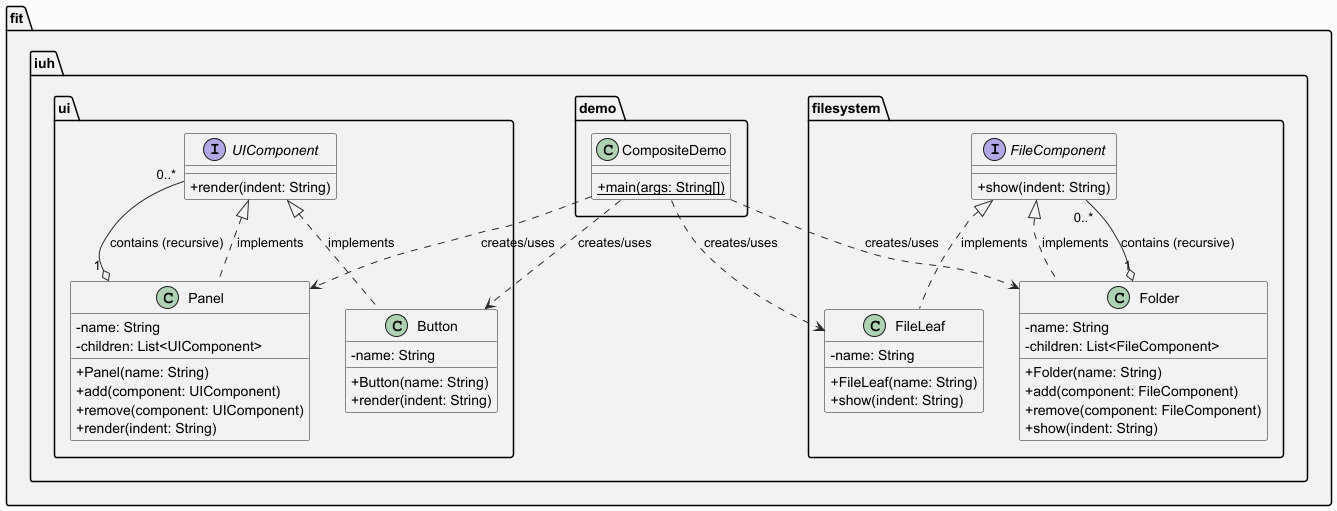 fit
iuh
ui
demo
filesystem
I UIComponent
+render(indent: String)
C CompositeDemo
+main(args: String[])
I FileComponent
+show(indent: String)
0..*
0..*
contains (recursive)
implements
implements
creates/uses
creates/uses
creates/uses
creates/uses
implements
implements
contains (recursive)
1
1
C Panel
-name: String
-children: List<UIComponent>
+Panel(name: String)
+add(component: UIComponent)
+remove(component: UIComponent)
+render(indent: String)
C Button
-name: String
+Button(name: String)
+render(indent: String)
C FileLeaf
-name: String
+FileLeaf(name: String)
+show(indent: String)
C Folder
-name: String
-children: List<FileComponent>
+Folder(name: String)
+add(component: FileComponent)
+remove(component: FileComponent)
+show(indent: String)